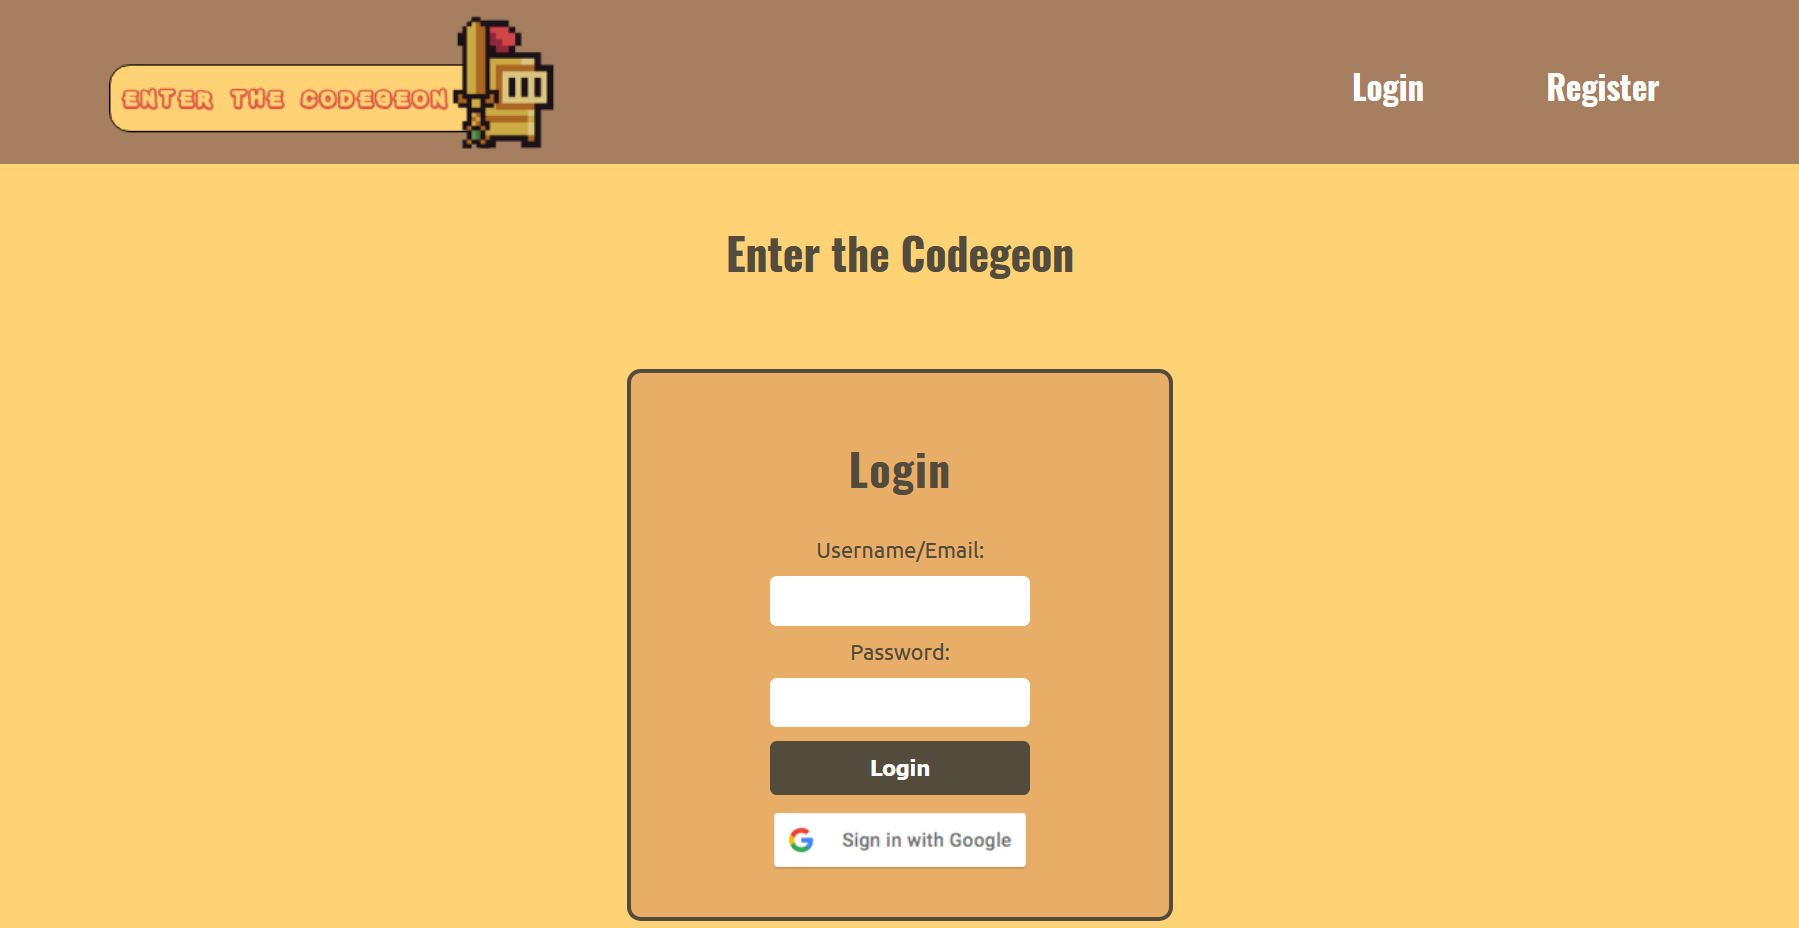 ENTER THE CODEGEON
Login
Register
Enter the Codegeon
Login
Username/Email:
Password:
Login
Sign in with Google